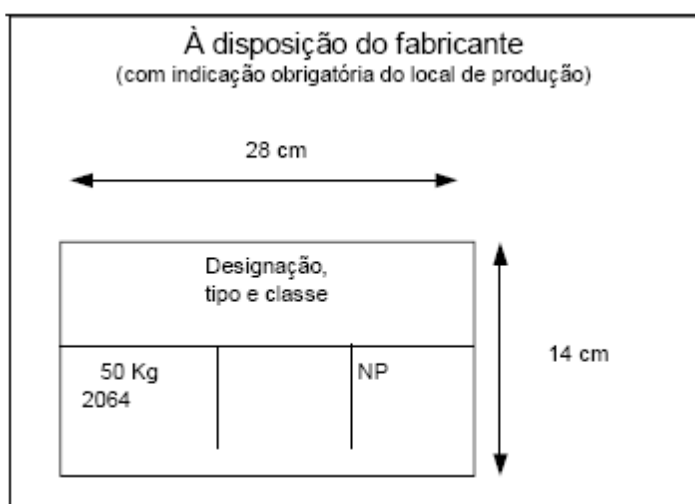 À disposição do fabricante
(com indicação obrigatória do local de produção)
28 cm
Designação,
tipo e classe
14 cm
50 Kg
NP
2064